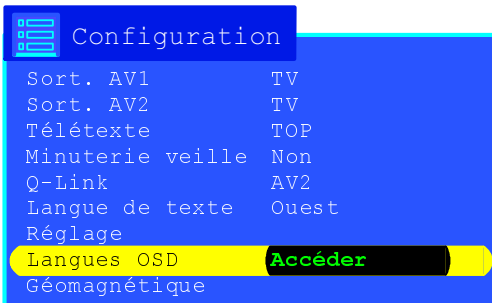 Configuration
Sort. AV1 TV
Sort. AV2 TV
Télétexte TOP
Minuterie veille Non
Q-Link AV2
Langue de texte Ouest
Réglage
Langues OSD Accéder
Géomagnétique